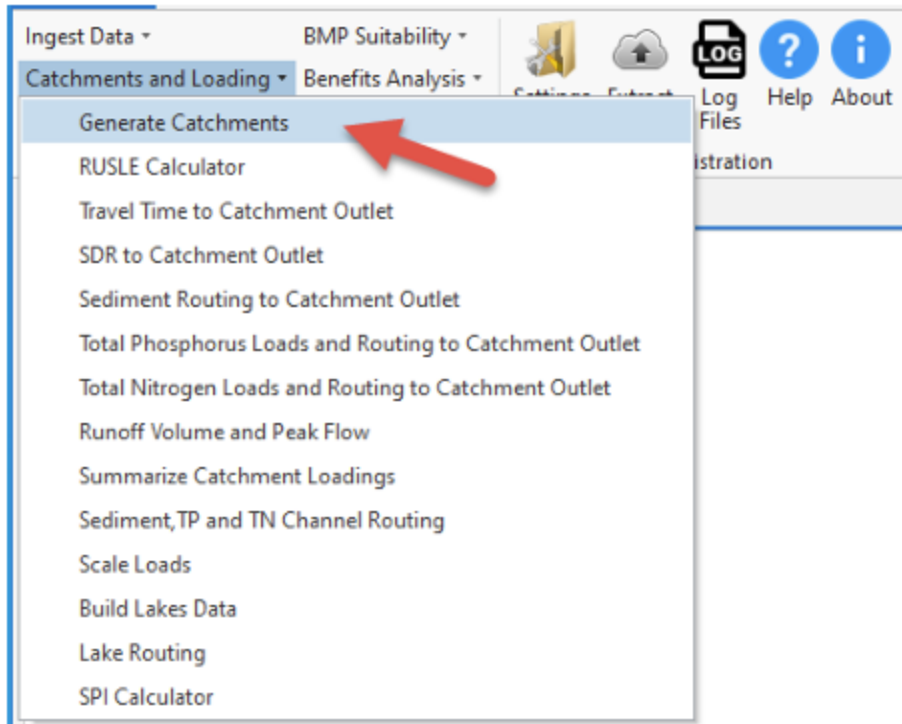 Ingest Data
BMP Suitability
Catchments and Loading
Benefits Analysis
LOG
Log
Files
Help
About
istration
Generate Catchments
RUSLE Calculator
Travel Time to Catchment Outlet
SDR to Catchment Outlet
Sediment Routing to Catchment Outlet
Total Phosphorus Loads and Routing to Catchment Outlet
Total Nitrogen Loads and Routing to Catchment Outlet
Runoff Volume and Peak Flow
Summarize Catchment Loadings
Sediment,TP and TN Channel Routing
Scale Loads
Build Lakes Data
Lake Routing
SPI Calculator